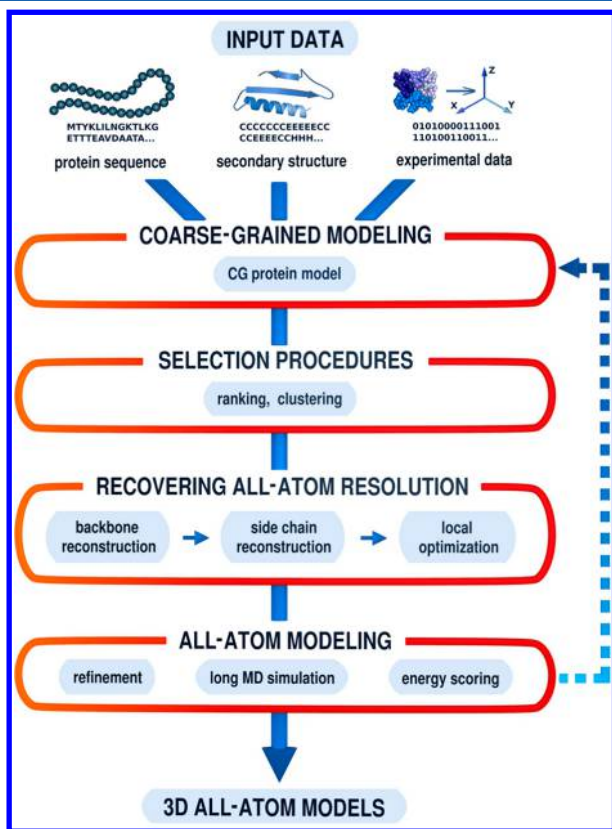 INPUT DATA
MTYKLILNGKTLKG
ETTTEAVDAATA...
protein sequence
CCCCCCCEEEEECC
CCEEEECCHHH...
secondary structure
Z
X
Y
01010000111001
110100110011...
experimental data
COARSE-GRAINED MODELING
CG protein model
SELECTION PROCEDURES
ranking, clustering
RECOVERING ALL-ATOM RESOLUTION
backbone
reconstruction
side chain
reconstruction
local
optimization
ALL-ATOM MODELING
refinement
long MD simulation
energy scoring
3D ALL-ATOM MODELS